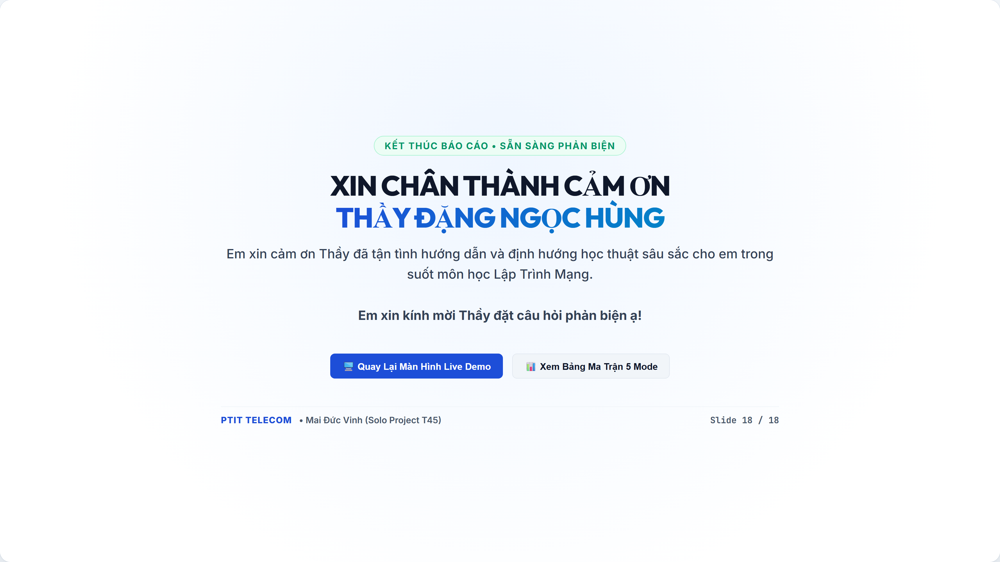 KẾT THÚC BÁO CÁO • SẴN SÀNG PHẢN BIỆN
XIN CHÂN THÀNH CẢM ƠN
THẦY ĐẶNG NGỌC HÙNG
Em xin cảm ơn Thầy đã tận tình hướng dẫn và định hướng học thuật sâu sắc cho em trong
suốt môn học Lập Trình Mạng.
Em xin kính mời Thầy đặt câu hỏi phản biện ạ!
Quay Lại Màn Hình Live Demo
Xem Bảng Ma Trận 5 Mode
PTIT TELECOM • Mai Đức Vinh (Solo Project T45)
Slide 18 / 18